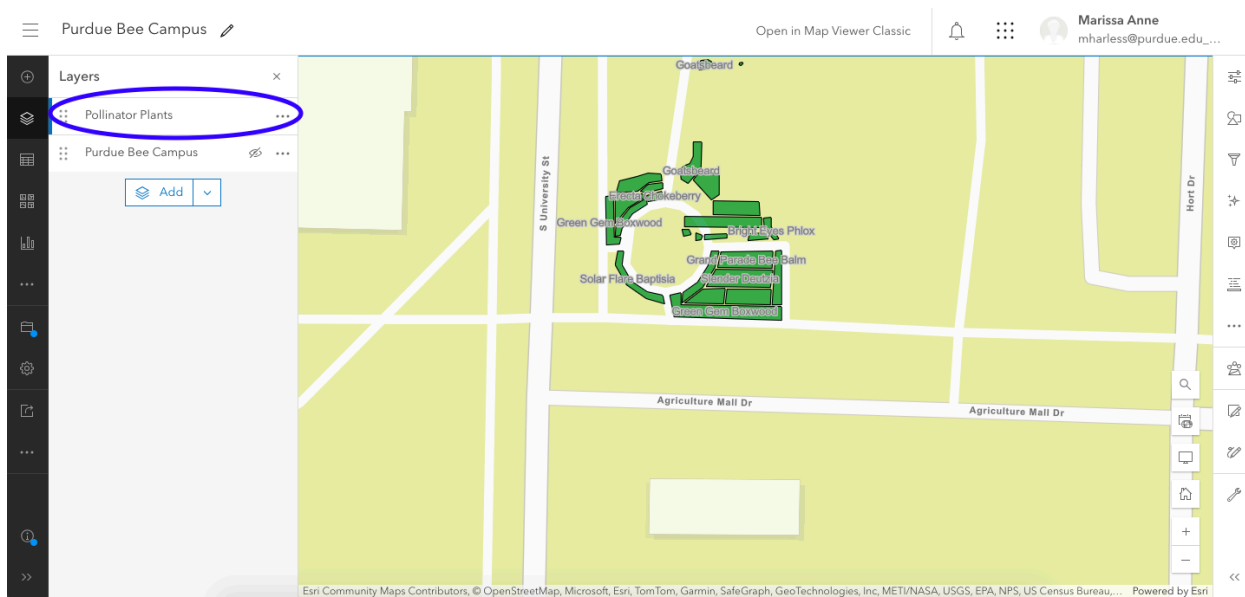 Purdue Bee Campus
Open in Map Viewer Classic
Marissa Anne
mharless@purdue.edu_...
Layers
Pollinator Plants
Purdue Bee Campus
Add
Goatsbeard
Goatsbeard
Erecta Chokeberry
Green Gem Boxwood
Bright Eyes Phlox
Grand Parade Bee Balm
Solar Flare Baptisia
Slender Deutzia
Green Gem Boxwood
S University St
Hort Dr
Agriculture Mall Dr
Agriculture Mall Dr
Esri Community Maps Contributors, © OpenStreetMap, Microsoft, Esri, TomTom, Garmin, SafeGraph, GeoTechnologies, Inc, METI/NASA, USGS, EPA, NPS, US Census Bureau,... Powered by Esri